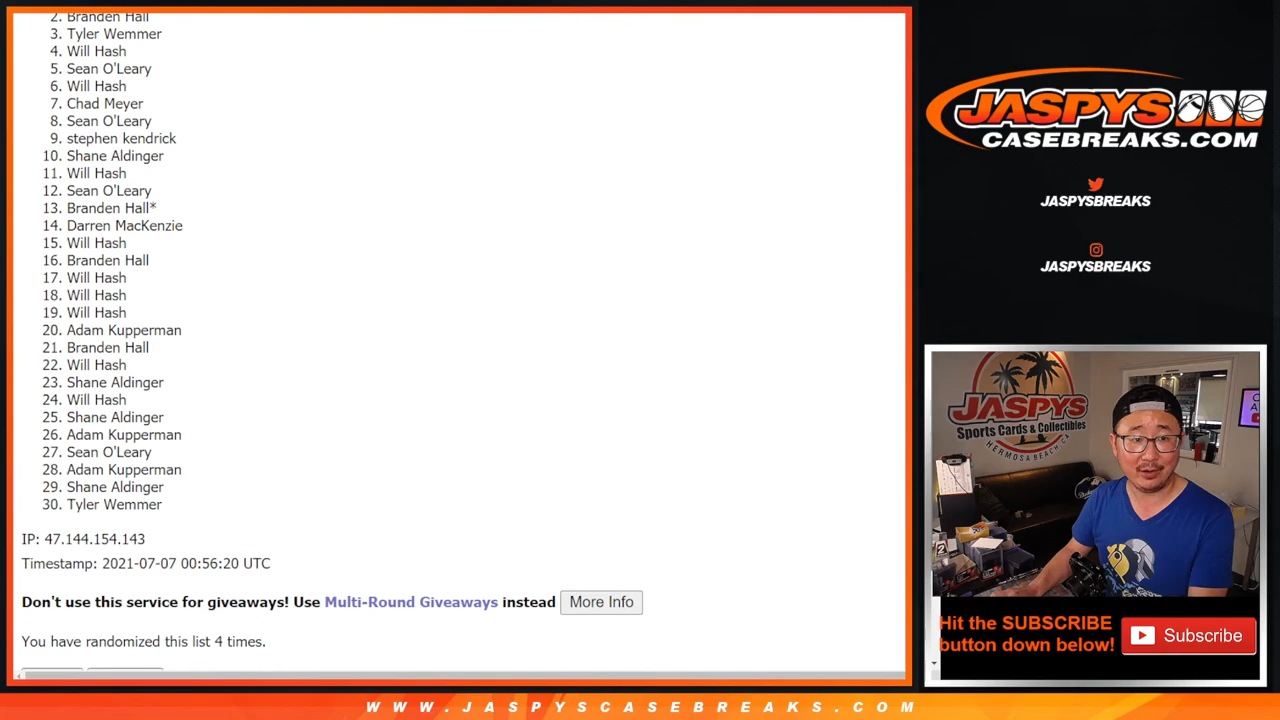 2. Branden Hall
3. Tyler Wemmer
4. Will Hash
5. Sean O'Leary
6. Will Hash
7. Chad Meyer
8. Sean O'Leary
9. stephen kendrick
10. Shane Aldinger
11. Will Hash
12. Sean O'Leary
13. Branden Hall*
14. Darren MacKenzie
15. Will Hash
16. Branden Hall
17. Will Hash
18. Will Hash
19. Will Hash
20. Adam Kupperman
21. Branden Hall
22. Will Hash
23. Shane Aldinger
24. Will Hash
25. Shane Aldinger
26. Adam Kupperman
27. Sean O'Leary
28. Adam Kupperman
29. Shane Aldinger
30. Tyler Wemmer
IP: 47.144.154.143
Timestamp: 2021-07-07 00:56:20 UTC
Don't use this service for giveaways! Use Multi-Round Giveaways instead More Info
You have randomized this list 4 times.
JASPYS
CASEBREAKS.COM
JASPYSBREAKS
JASPYSBREAKS
JASPYS
Sports Cards & Collectibles
HERMOSA BEACH, CA
Hit the SUBSCRIBE
button down below!
Subscribe
WWW.JASPYSCASEBREAKS.COM